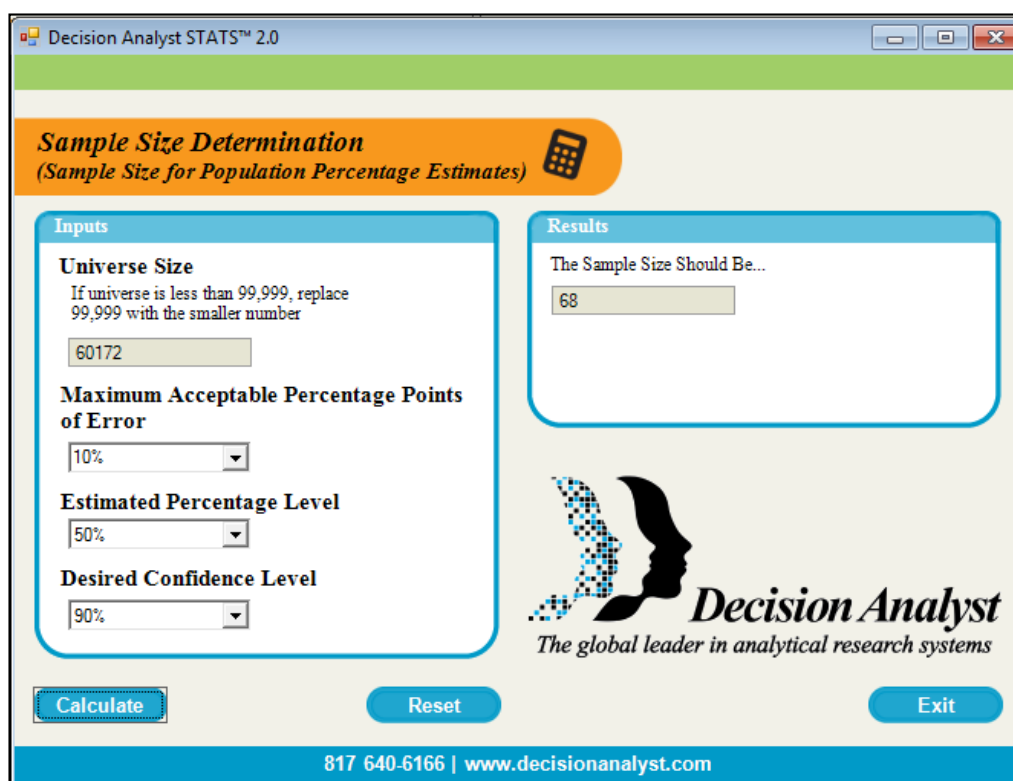 Decision Analyst STATS™ 2.0
Sample Size Determination
(Sample Size for Population Percentage Estimates)
Inputs
Universe Size
If universe is less than 99,999, replace
99,999 with the smaller number
60172
Maximum Acceptable Percentage Points
of Error
10%
Estimated Percentage Level
50%
Desired Confidence Level
90%
Results
The Sample Size Should Be...
68
Decision Analyst
The global leader in analytical research systems
Calculate
Reset
Exit
817 640-6166 | www.decisionanalyst.com